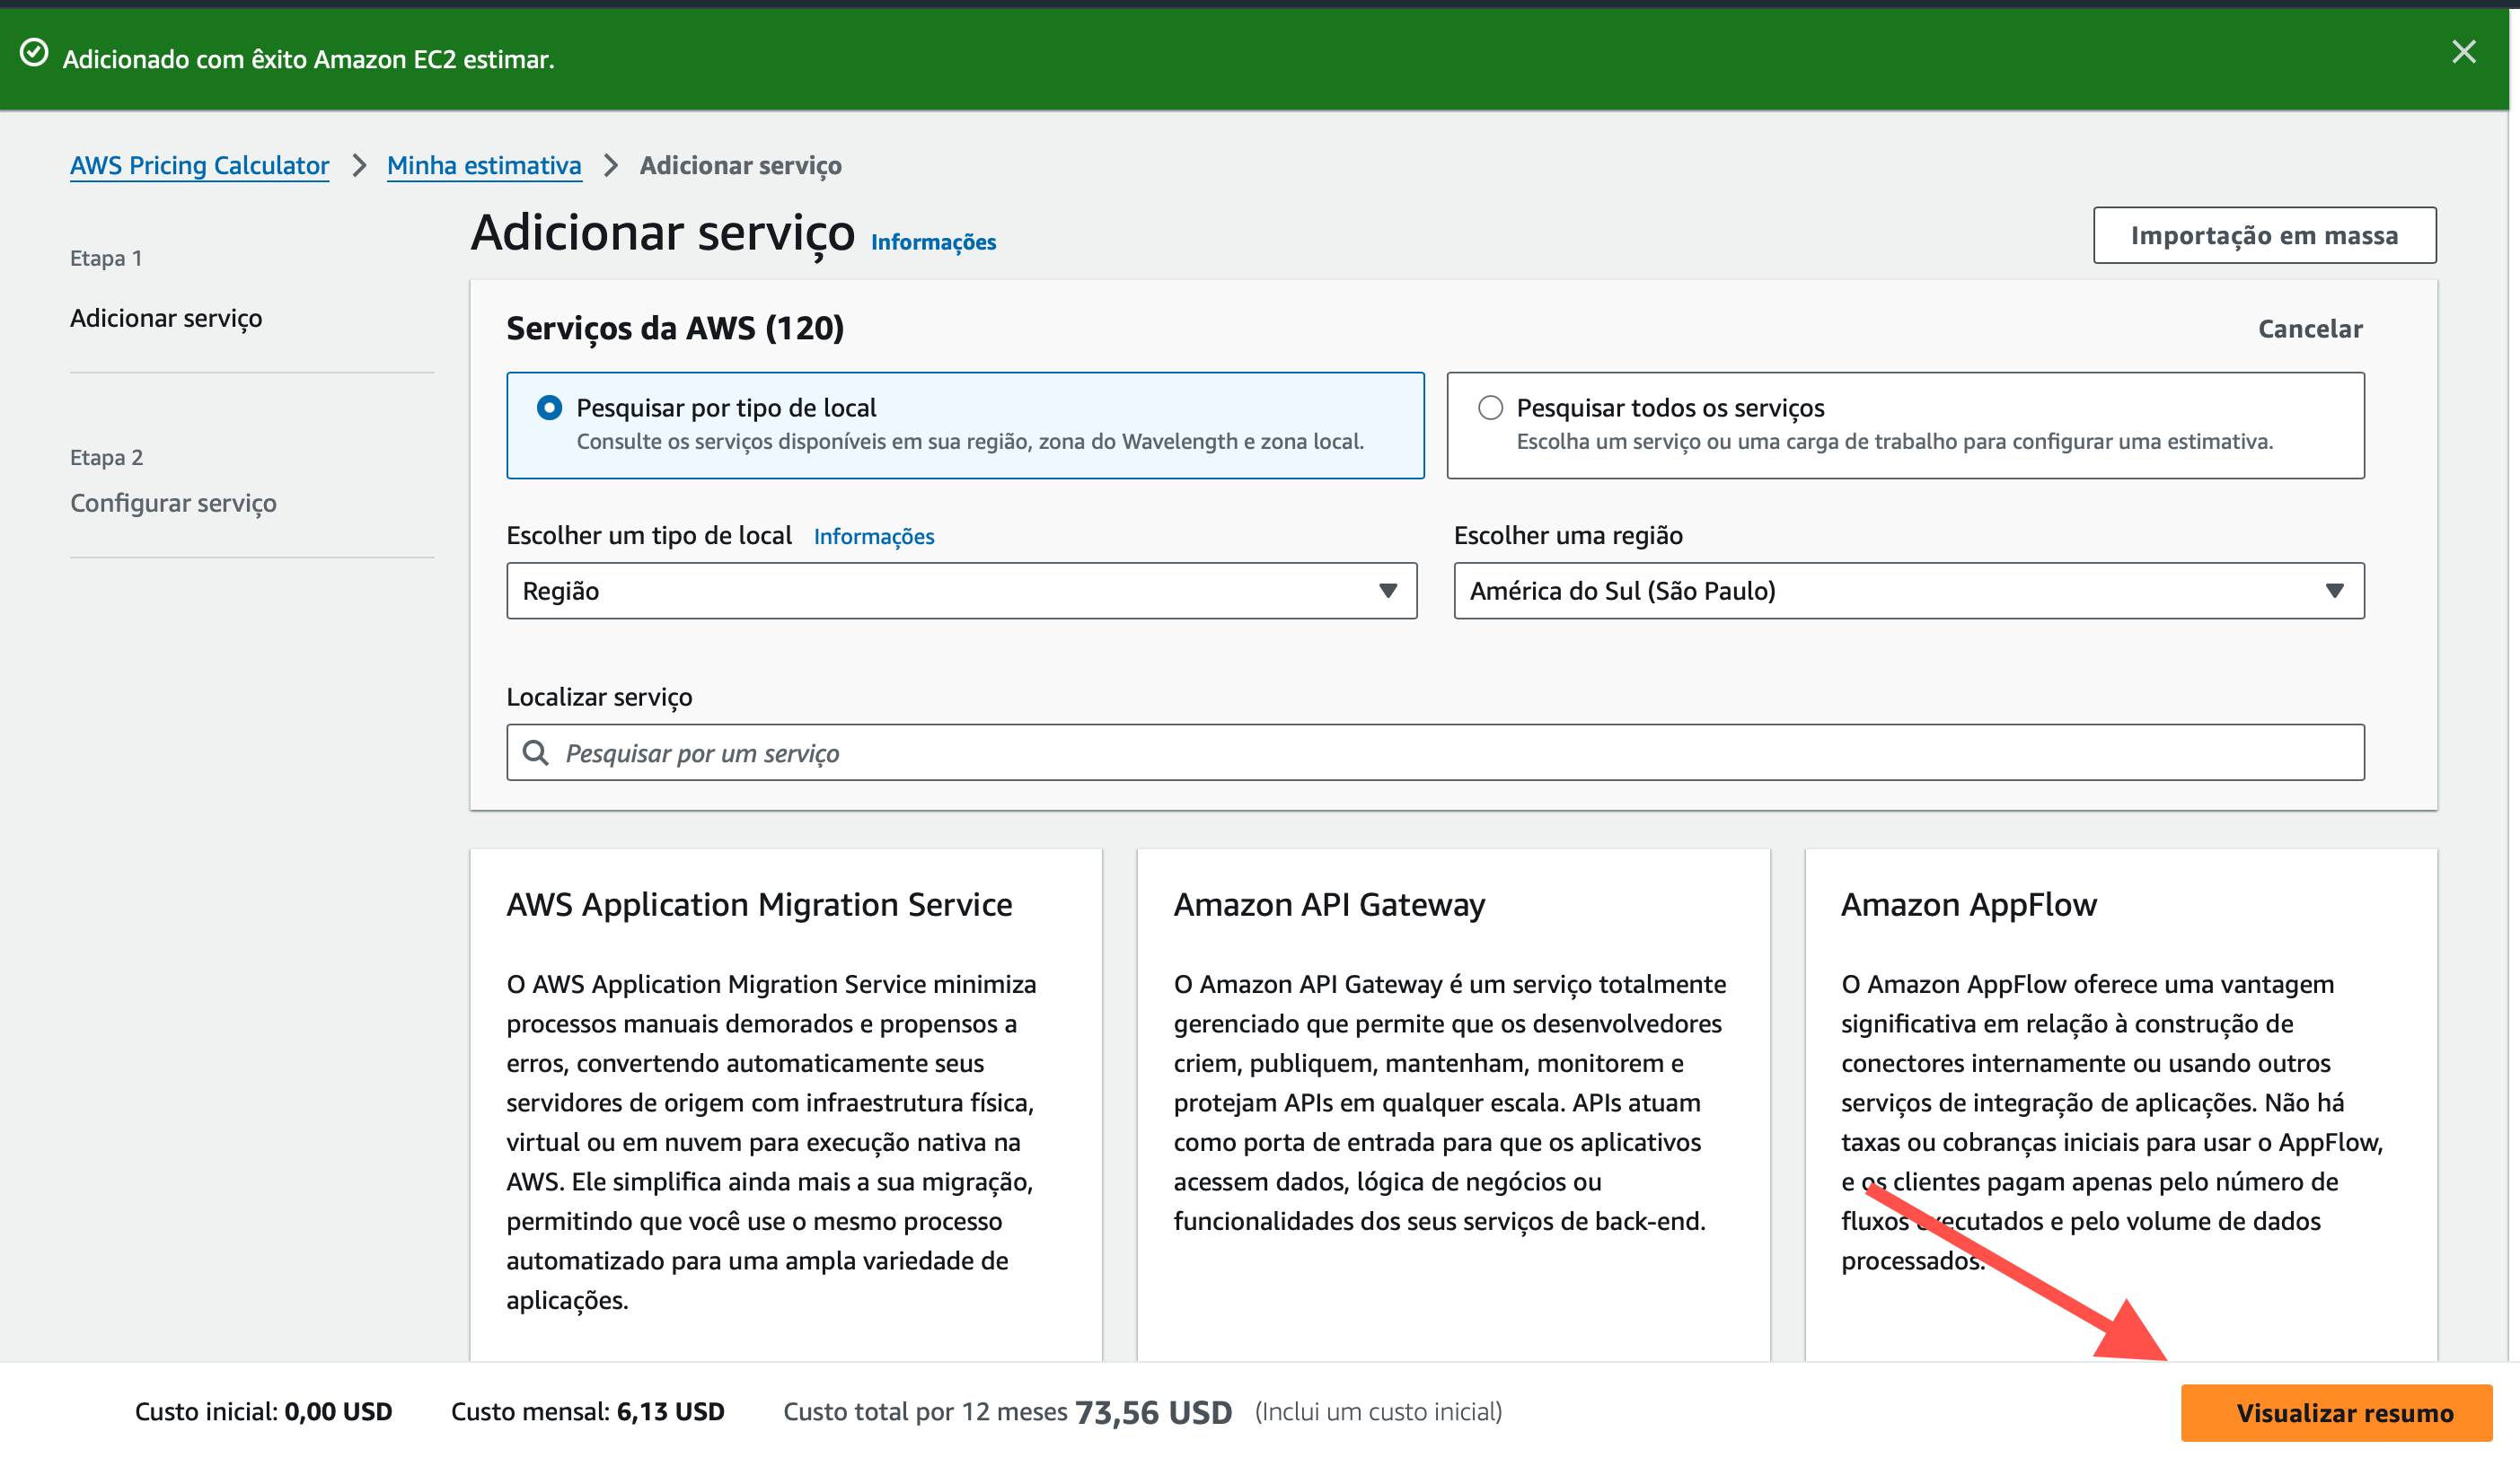 Adicionado com êxito Amazon EC2 estimar.
AWS Pricing Calculator > Minha estimativa > Adicionar serviço
Etapa 1
Adicionar serviço
Etapa 2
Configurar serviço
Adicionar serviço Informações
Importação em massa
Serviços da AWS (120)
Cancelar
Pesquisar por tipo de local
Consulte os serviços disponíveis em sua região, zona do Wavelength e zona local.
Pesquisar todos os serviços
Escolha um serviço ou uma carga de trabalho para configurar uma estimativa.
Escolher um tipo de local Informações
Região
Escolher uma região
América do Sul (São Paulo)
Localizar serviço
Pesquisar por um serviço
AWS Application Migration Service
O AWS Application Migration Service minimiza
processos manuais demorados e propensos a
erros, convertendo automaticamente seus
servidores de origem com infraestrutura física,
virtual ou em nuvem para execução nativa na
AWS. Ele simplifica ainda mais a sua migração,
permitindo que você use o mesmo processo
automatizado para uma ampla variedade de
aplicações.
Amazon API Gateway
O Amazon API Gateway é um serviço totalmente
gerenciado que permite que os desenvolvedores
criem, publiquem, mantenham, monitorem e
protejam APIs em qualquer escala. APIs atuam
como porta de entrada para que os aplicativos
acessem dados, lógica de negócios ou
funcionalidades dos seus serviços de back-end.
Amazon AppFlow
O Amazon AppFlow oferece uma vantagem
significativa em relação à construção de
conectores internamente ou usando outros
serviços de integração de aplicações. Não há
taxas ou cobranças iniciais para usar o AppFlow,
e os clientes pagam apenas pelo número de
fluxos executados e pelo volume de dados
processados.
Custo inicial: 0,00 USD
Custo mensal: 6,13 USD
Custo total por 12 meses 73,56 USD (Inclui um custo inicial)
Visualizar resumo